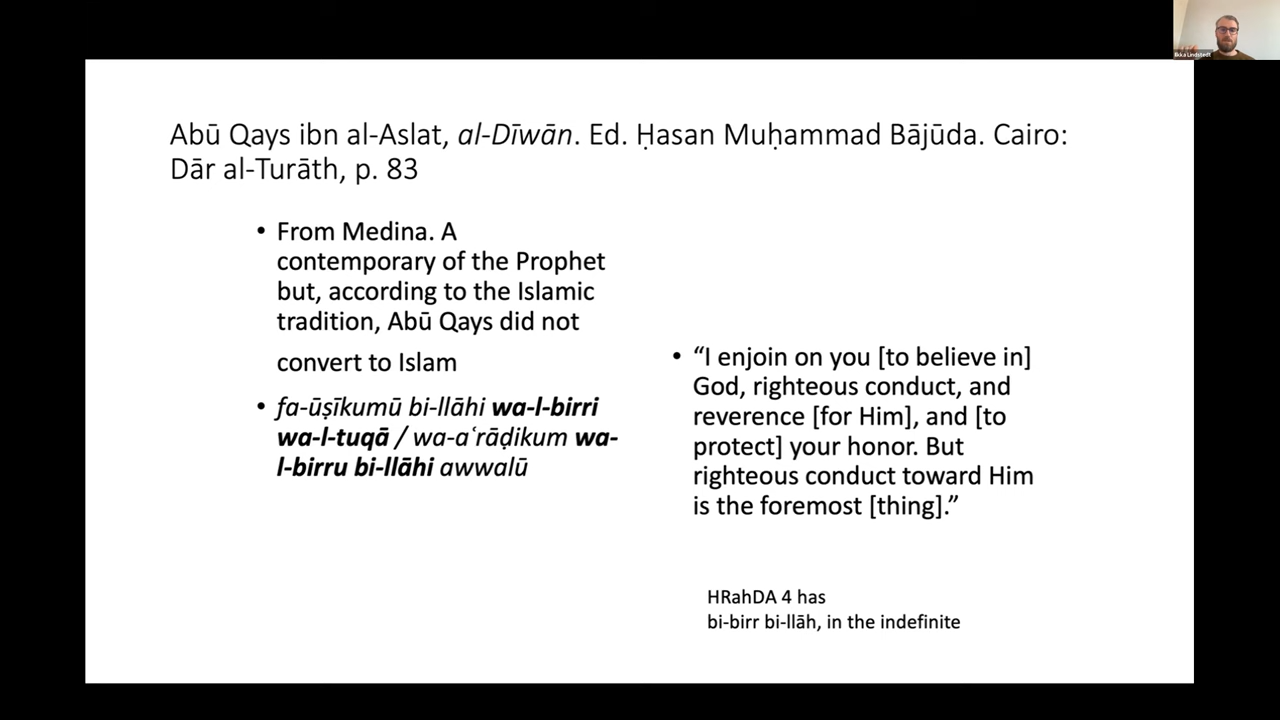 Ilkka Lindstedt
Abū Qays ibn al-Aslat, al-Dīwān. Ed. Ḥasan Muḥammad Bājūda. Cairo:
Dār al-Turāth, p. 83
• From Medina. A
contemporary of the Prophet
but, according to the Islamic
tradition, Abū Qays did not
convert to Islam
• fa-ūṣīkumū bi-llāhi wa-l-birri
wa-l-tuqā / wa-aʿrāḍikum wa-
l-birru bi-llāhi awwalū
• “I enjoin on you [to believe in]
God, righteous conduct, and
reverence [for Him], and [to
protect] your honor. But
righteous conduct toward Him
is the foremost [thing].”
HRahDA 4 has
bi-birr bi-llāh, in the indefinite